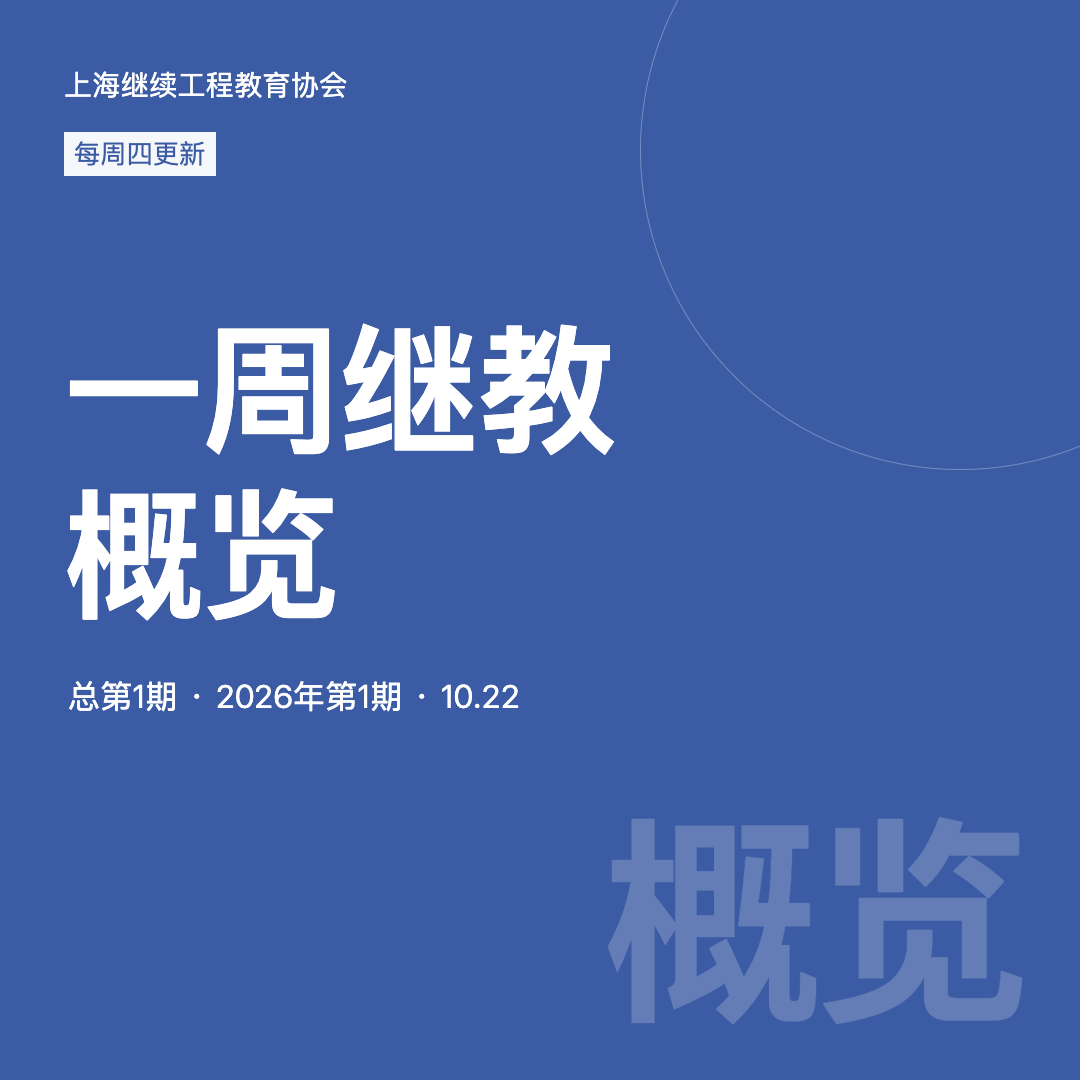 上海继续工程教育协会
每周四更新
一周继教
概览
总第1期 · 2026年第1期 · 10.22
概览